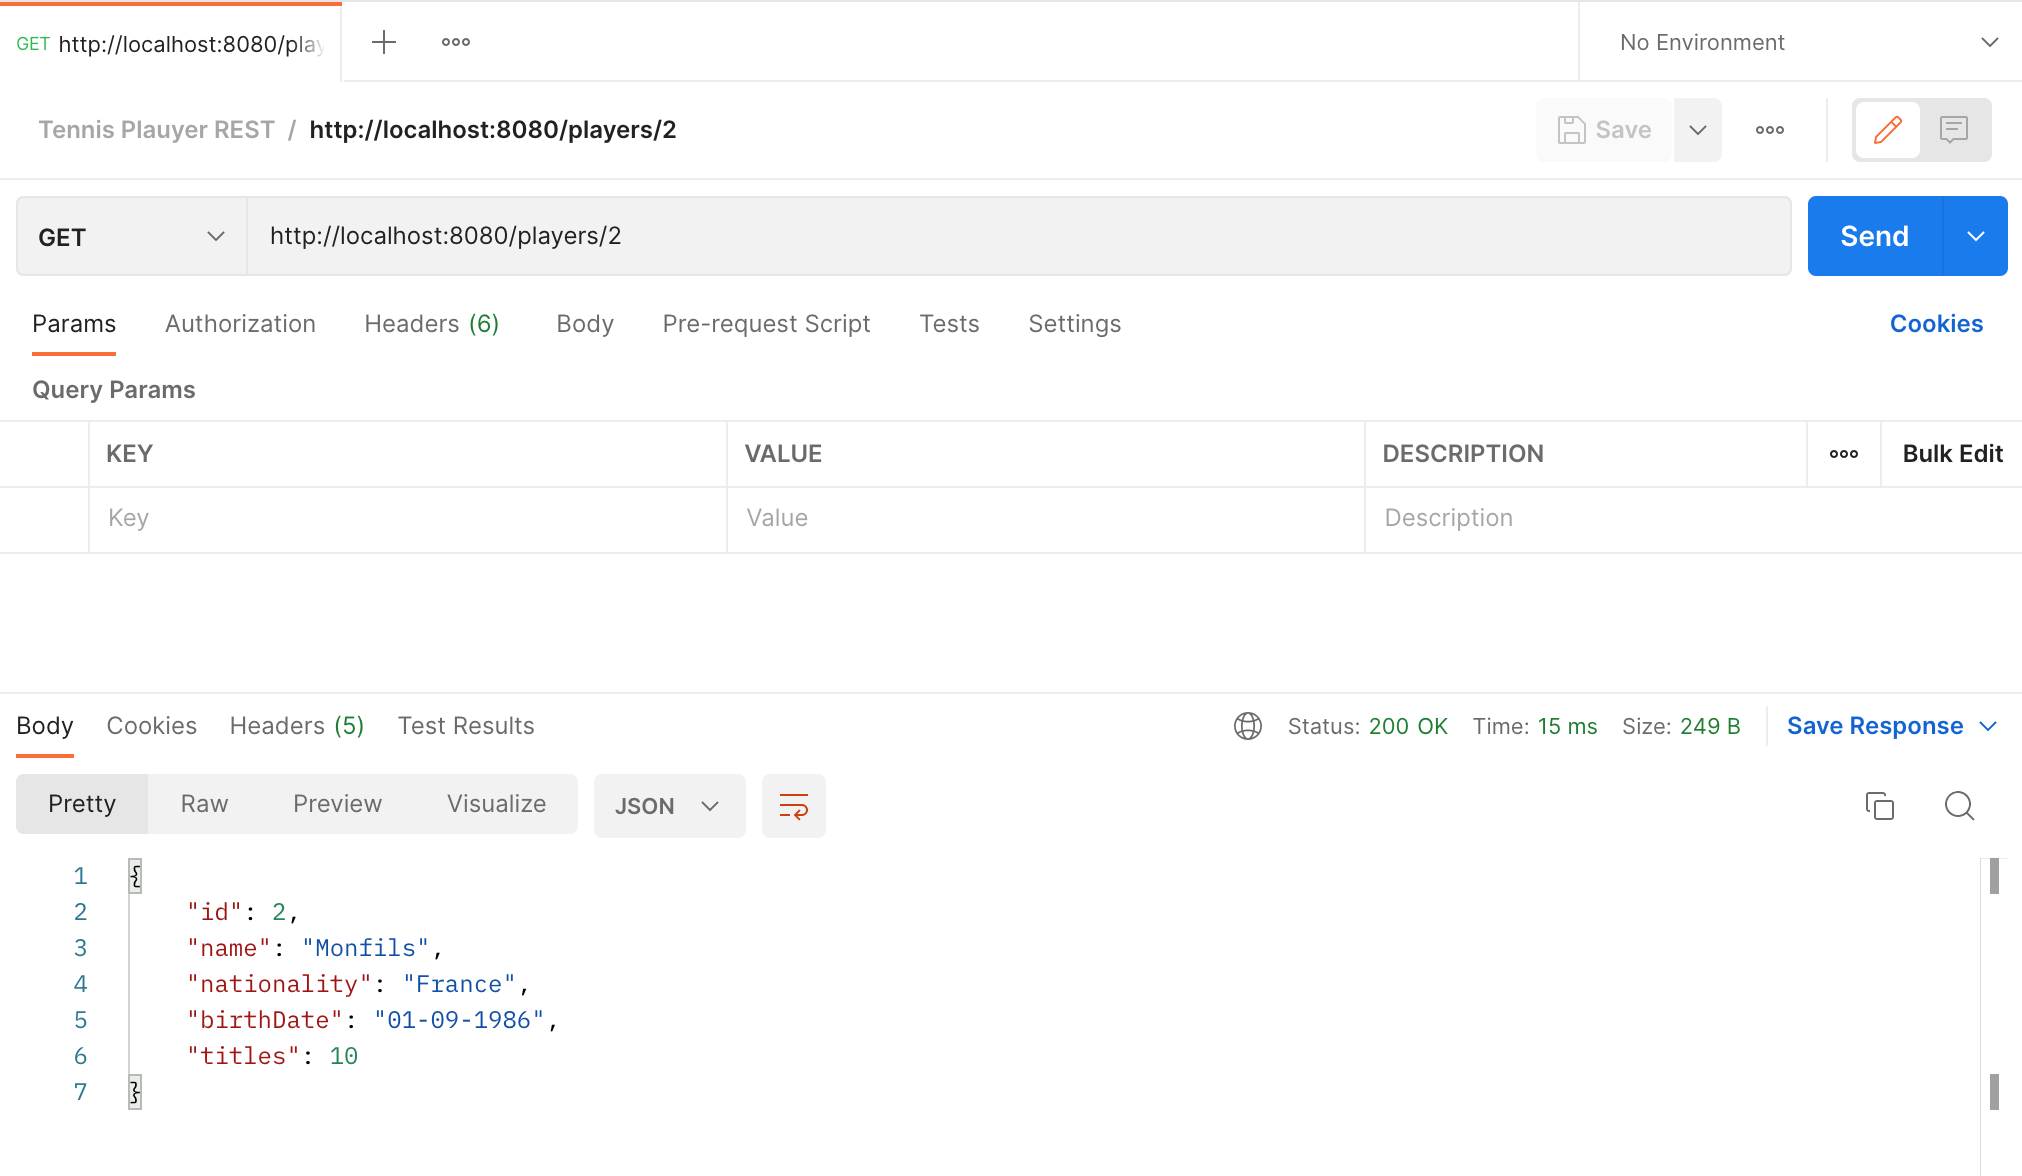 GET http://localhost:8080/play
No Environment
Tennis Plauyer REST / http://localhost:8080/players/2
Save
GET http://localhost:8080/players/2 Send
Params Authorization Headers (6) Body Pre-request Script Tests Settings Cookies
Query Params
KEY VALUE DESCRIPTION Bulk Edit
Key Value Description
Body Cookies Headers (5) Test Results Status: 200 OK Time: 15 ms Size: 249 B Save Response
Pretty Raw Preview Visualize JSON
1 {
2 "id": 2,
3 "name": "Monfils",
4 "nationality": "France",
5 "birthDate": "01-09-1986",
6 "titles": 10
7 }